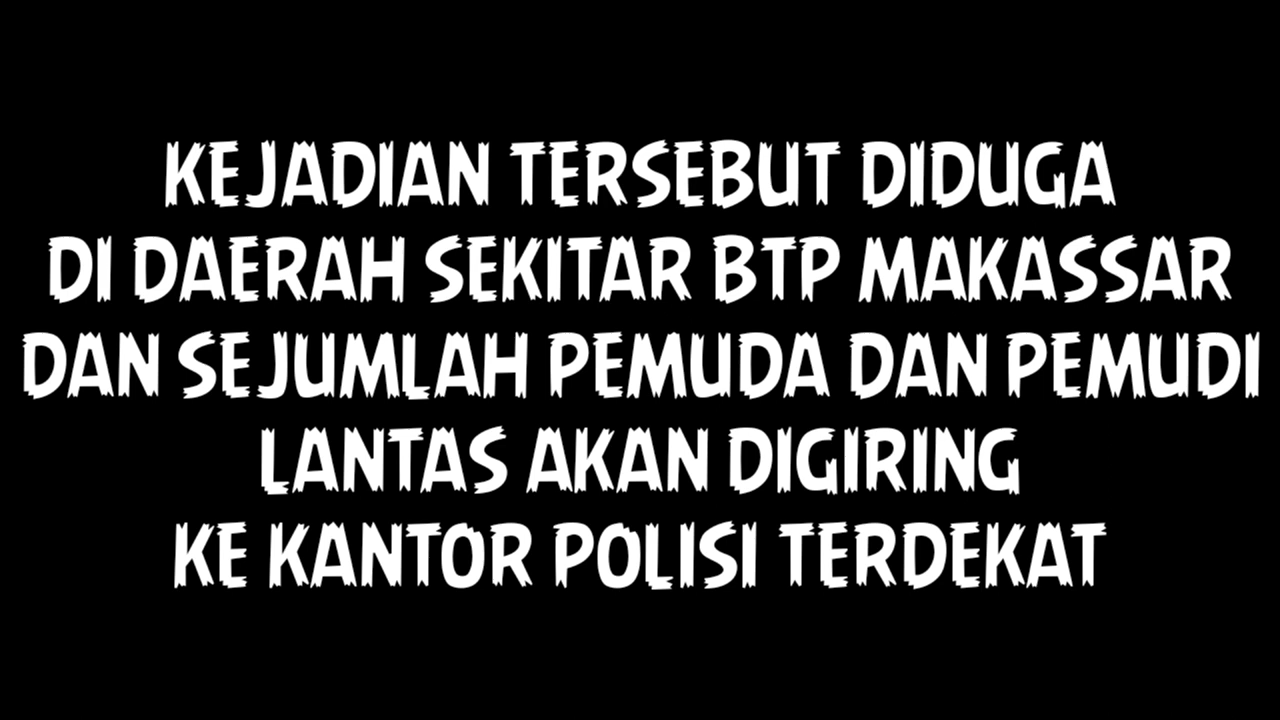 KEJADIAN TERSEBUT DIDUGA
DI DAERAH SEKITAR BTP MAKASSAR
DAN SEJUMLAH PEMUDA DAN PEMUDI
LANTAS AKAN DIGIRING
KE KANTOR POLISI TERDEKAT